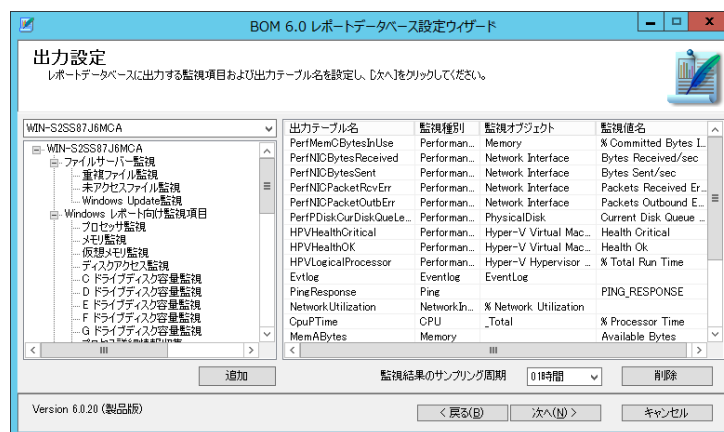 BOM 6.0 レポートデータベース設定ウィザード
出力設定
レポートデータベースに出力する監視項目および出力テーブル名を設定し、[次へ]をクリックしてください。
WIN-S2SS87J6MCA
WIN-S2SS87J6MCA
ファイルサーバー監視
重複ファイル監視
未アクセスファイル監視
Windows Update監視
Windows レポート向け監視項目
プロセッサ監視
メモリ監視
仮想メモリ監視
ディスクアクセス監視
C ドライブディスク容量監視
D ドライブディスク容量監視
E ドライブディスク容量監視
F ドライブディスク容量監視
G ドライブディスク容量監視
出力テーブル名 監視種別 監視オブジェクト 監視値名
PerfMemCBytesInUse Performan... Memory % Committed Bytes I...
PerfNICBytesReceived Performan... Network Interface Bytes Received/sec
PerfNICBytesSent Performan... Network Interface Bytes Sent/sec
PerfNICPacketRcvErr Performan... Network Interface Packets Received Er...
PerfNICPacketOutbErr Performan... Network Interface Packets Outbound E...
PerfPDiskCurDiskQueLe... Performan... PhysicalDisk Current Disk Queue ...
HPVHealthCritical Performan... Hyper-V Virtual Mac... Health Critical
HPVHealthOK Performan... Hyper-V Virtual Mac... Health Ok
HPVLogicalProcessor Performan... Hyper-V Hypervisor ... % Total Run Time
Evtlog Eventlog EventLog
PingResponse Ping PING_RESPONSE
NetworkUtilization NetworkIn... % Network Utilization
CpuPTime CPU _Total % Processor Time
MemABytes Memory Available Bytes
追加 監視結果のサンプリング周期 01時間 削除
Version 6.0.20 (製品版) < 戻る(B) 次へ(N) > キャンセル